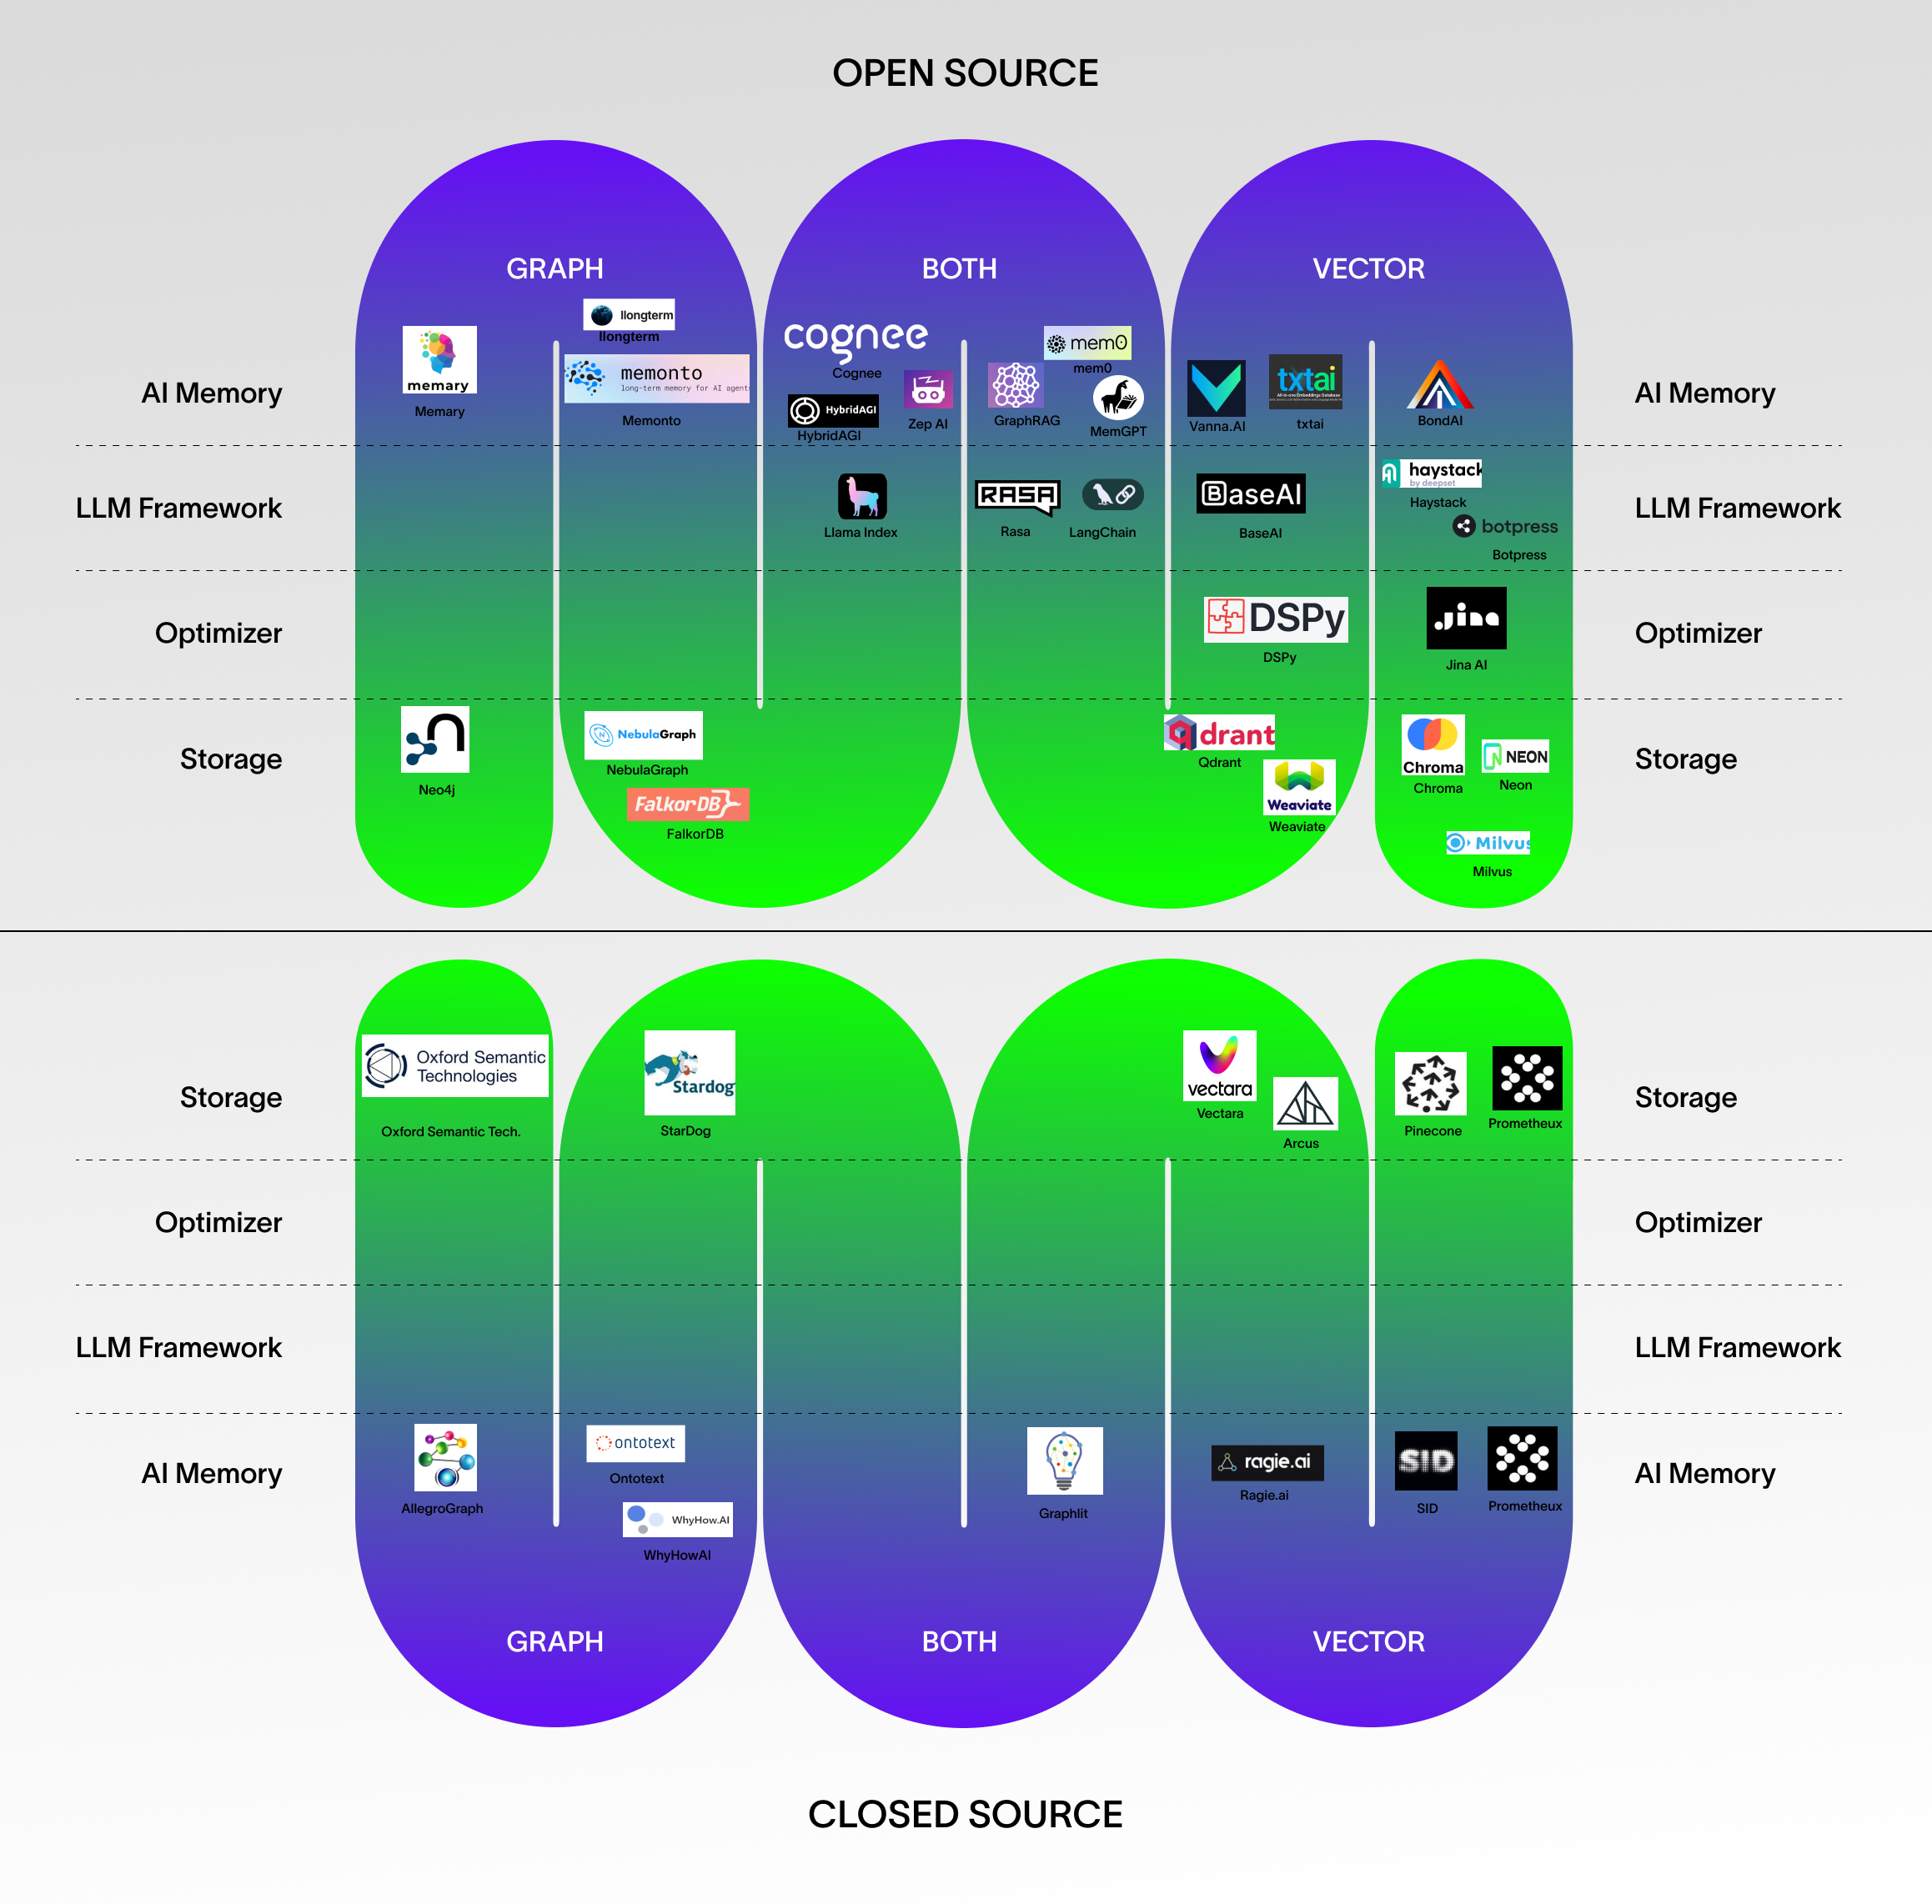 OPEN SOURCE
GRAPH
BOTH
VECTOR
AI Memory
memary
Memary
llongterm
llongterm
memonto
long-term memory for AI agents
Memonto
cognee
Cognee
HybridAGI
HybridAGI
Zep AI
mem0
mem0
GraphRAG
MemGPT
Vanna.AI
txtai
All-in-one Embeddings Database
txtai
BondAI
AI Memory
LLM Framework
Llama Index
RASA
Rasa
LangChain
BaseAI
BaseAI
haystack
by deepset
Haystack
botpress
Botpress
LLM Framework
Optimizer
DSPy
DSPy
Jina
Jina AI
Optimizer
Storage
Neo4j
NebulaGraph
NebulaGraph
FalkorDB
FalkorDB
qdrant
Qdrant
Weaviate
Weaviate
Chroma
Chroma
NEON
Neon
Milvus
Milvus
Storage
Storage
Oxford Semantic
Technologies
Oxford Semantic Tech.
Stardog
StarDog
vectara
Vectara
Arcus
Pinecone
Prometheux
Storage
Optimizer
Optimizer
LLM Framework
LLM Framework
AI Memory
AllegroGraph
ontotext
Ontotext
WhyHow.AI
WhyHowAI
Graphlit
ragie.ai
Ragie.ai
SID
SID
Prometheux
AI Memory
GRAPH
BOTH
VECTOR
CLOSED SOURCE